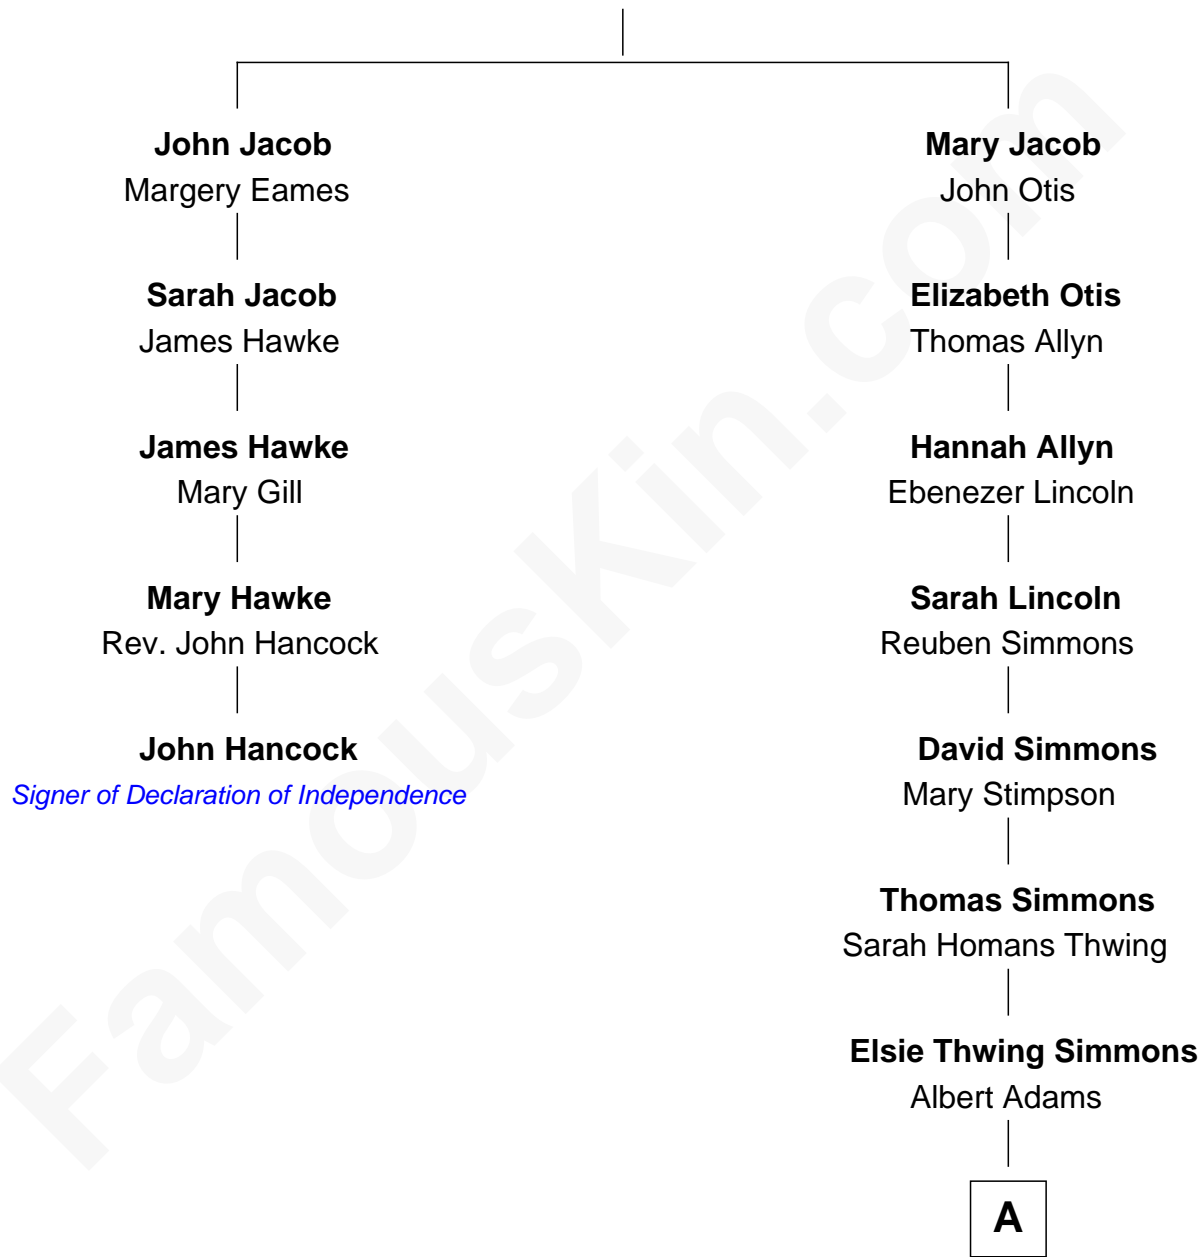 John Jacob
Margery Eames
Sarah Jacob
James Hawke
James Hawke
Mary Gill
Mary Hawke
Rev. John Hancock
John Hancock
Signer of Declaration of Independence
Mary Jacob
John Otis
Elizabeth Otis
Thomas Allyn
Hannah Allyn
Ebenezer Lincoln
Sarah Lincoln
Reuben Simmons
David Simmons
Mary Stimpson
Thomas Simmons
Sarah Homans Thwing
Elsie Thwing Simmons
Albert Adams
A
FamousKin.com